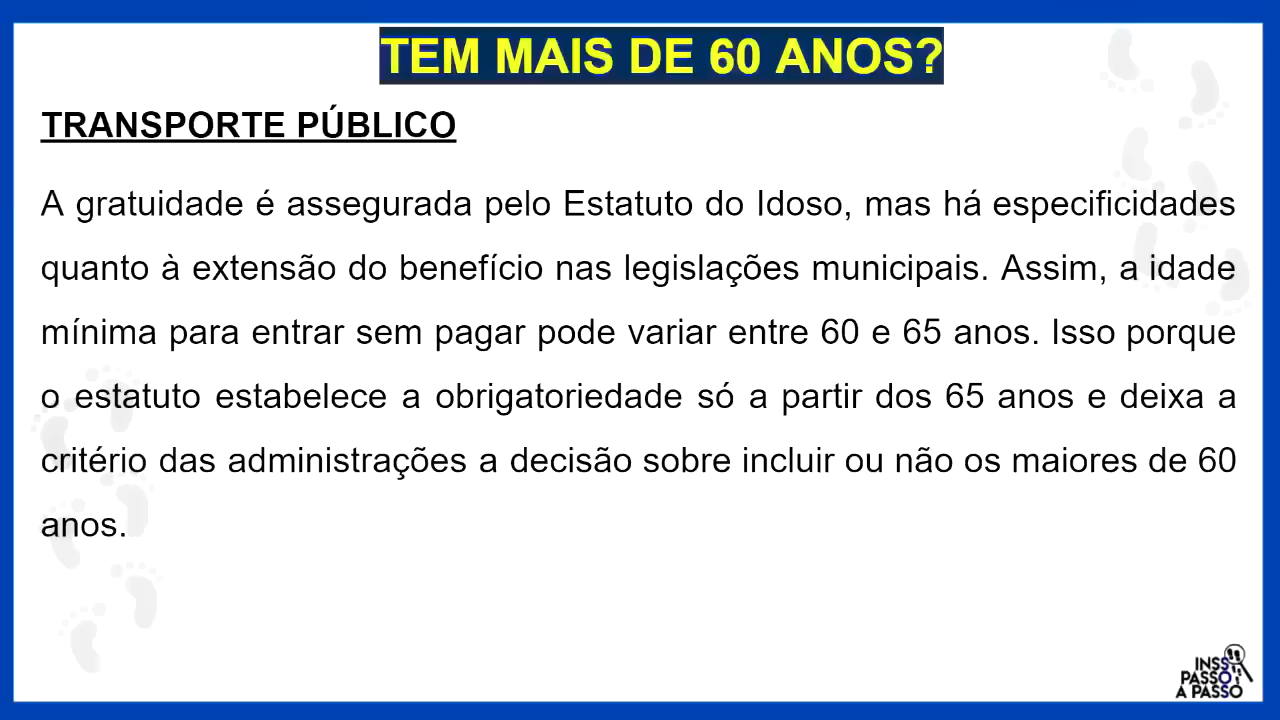 TEM MAIS DE 60 ANOS?
TRANSPORTE PÚBLICO
A gratuidade é assegurada pelo Estatuto do Idoso, mas há especificidades
quanto à extensão do benefício nas legislações municipais. Assim, a idade
mínima para entrar sem pagar pode variar entre 60 e 65 anos. Isso porque
o estatuto estabelece a obrigatoriedade só a partir dos 65 anos e deixa a
critério das administrações a decisão sobre incluir ou não os maiores de 60
anos.
INSS
PASSO
A PASSO